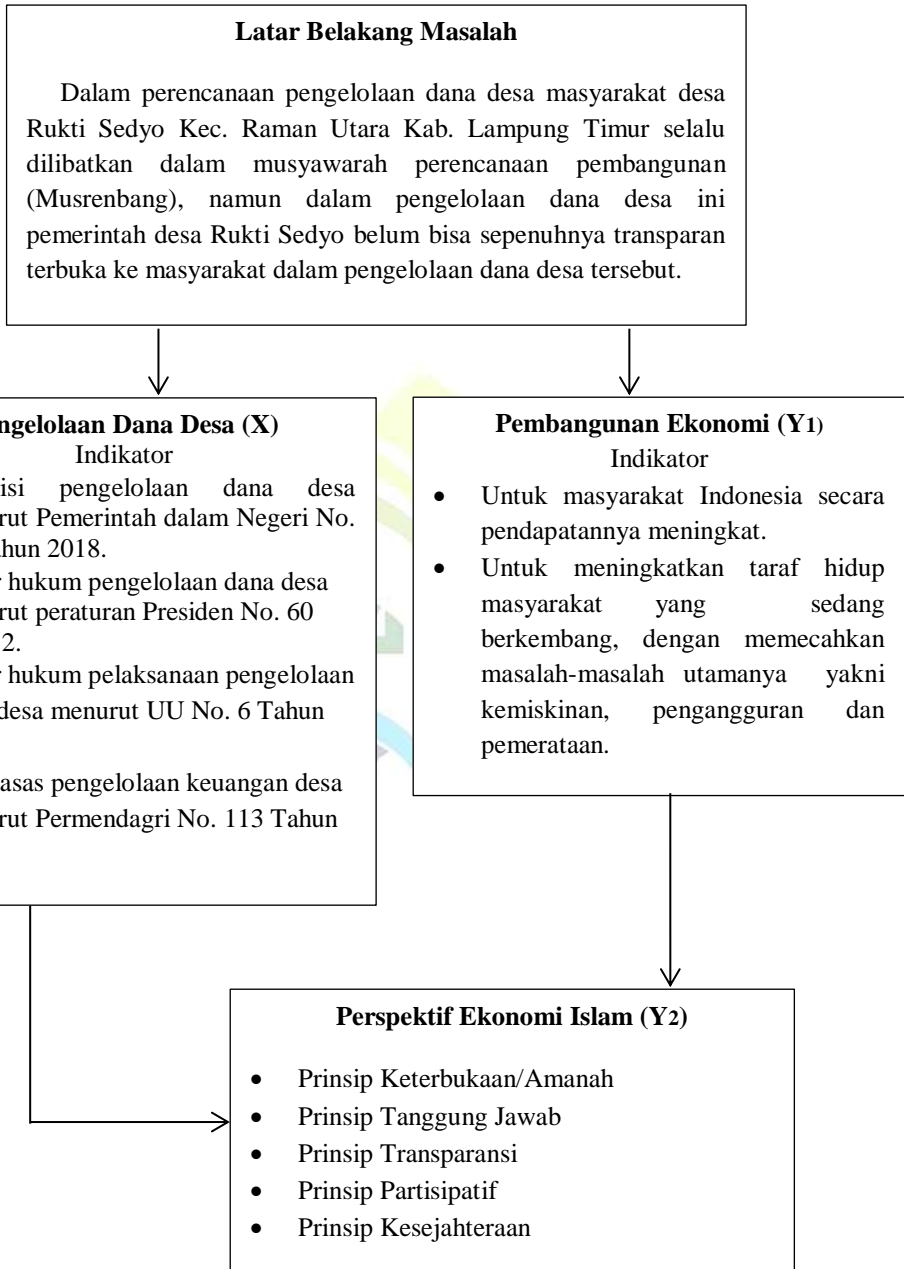 Latar Belakang Masalah
Dalam perencanaan pengelolaan dana desa masyarakat desa
Rukti Sedyo Kec. Raman Utara Kab. Lampung Timur selalu
dilibatkan dalam musyawarah perencanaan pembangunan
(Musrenbang), namun dalam pengelolaan dana desa ini
pemerintah desa Rukti Sedyo belum bisa sepenuhnya transparan
terbuka ke masyarakat dalam pengelolaan dana desa tersebut.
ngelolaan Dana Desa (X)
Indikator
isi pengelolaan dana desa
rut Pemerintah dalam Negeri No.
ahun 2018.
r hukum pengelolaan dana desa
rut peraturan Presiden No. 60
2.
r hukum pelaksanaan pengelolaan
desa menurut UU No. 6 Tahun
asas pengelolaan keuangan desa
rut Permendagri No. 113 Tahun
Pembangunan Ekonomi (Y1)
Indikator
• Untuk masyarakat Indonesia secara
pendapatannya meningkat.
• Untuk meningkatkan taraf hidup
masyarakat yang sedang
berkembang, dengan memecahkan
masalah-masalah utamanya yakni
kemiskinan, pengangguran dan
pemerataan.
Perspektif Ekonomi Islam (Y2)
• Prinsip Keterbukaan/Amanah
• Prinsip Tanggung Jawab
• Prinsip Transparansi
• Prinsip Partisipatif
• Prinsip Kesejahteraan